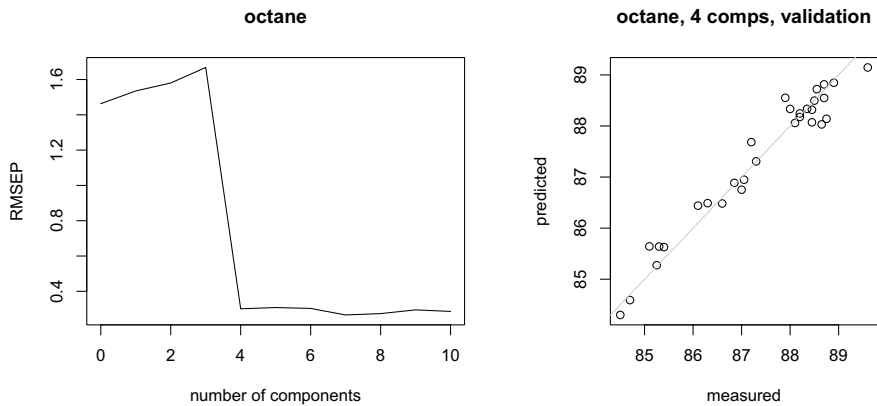 octane
RMSEP
1.6
1.2
0.8
0.4
0 2 4 6 8 10
number of components
octane, 4 comps, validation
predicted
89
88
87
86
85
85 86 87 88 89
measured